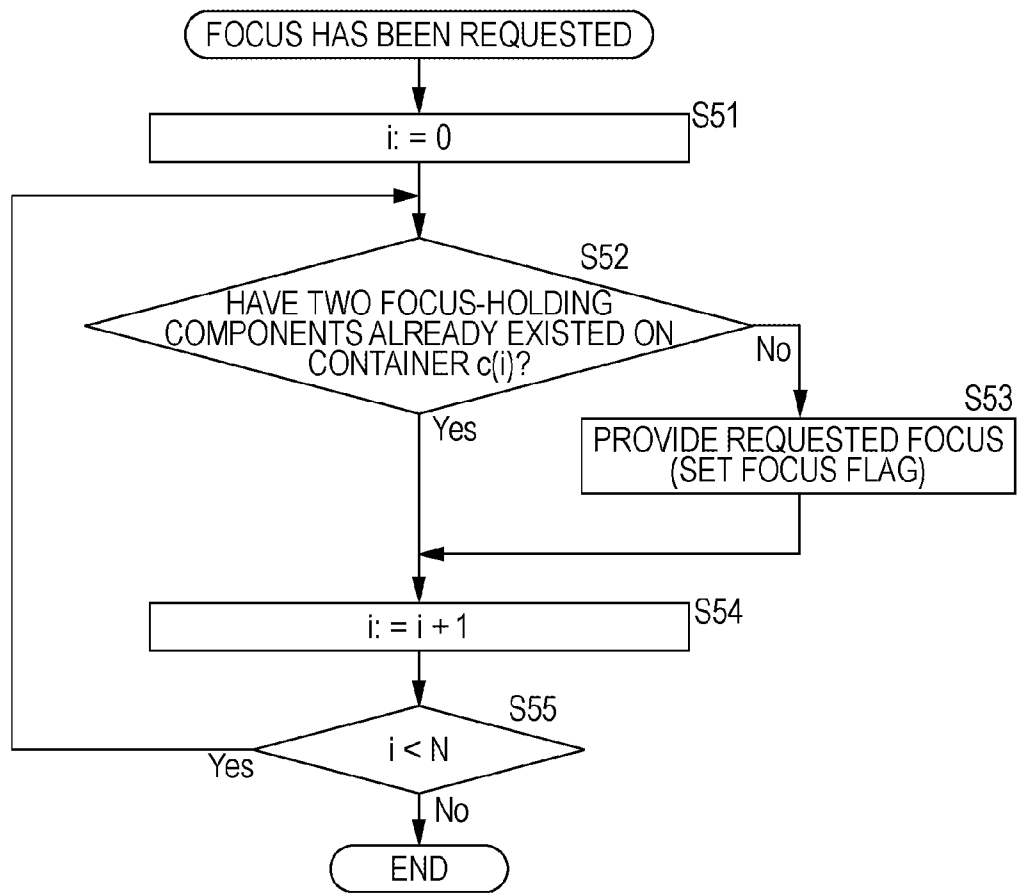 FOCUS HAS BEEN REQUESTED
S51
i: = 0
S52
HAVE TWO FOCUS-HOLDING
COMPONENTS ALREADY EXISTED ON
CONTAINER c(i)?
No
Yes
S53
PROVIDE REQUESTED FOCUS
(SET FOCUS FLAG)
S54
i: = i + 1
S55
i < N
Yes
No
END